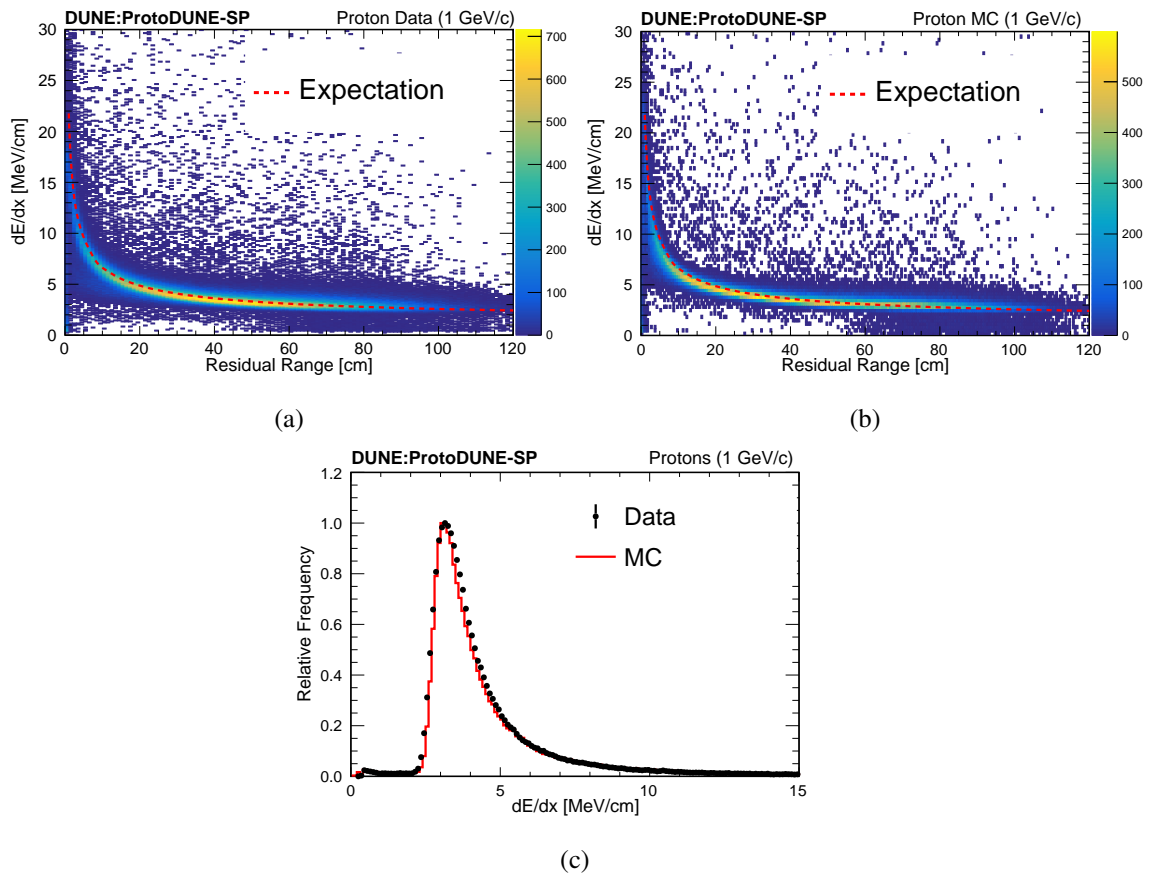 DUNE:ProtoDUNE-SP Proton Data (1 GeV/c)
30
25
20
15
10
5
0
dE/dx [MeV/cm]
Expectation
700
600
500
400
300
200
100
0
0 20 40 60 80 100 120
Residual Range [cm]
(a)
DUNE:ProtoDUNE-SP Proton MC (1 GeV/c)
30
25
20
15
10
5
0
dE/dx [MeV/cm]
Expectation
500
400
300
200
100
0
0 20 40 60 80 100 120
Residual Range [cm]
(b)
DUNE:ProtoDUNE-SP Protons (1 GeV/c)
1.2
1.0
0.8
0.6
0.4
0.2
0.0
Relative Frequency
Data
MC
0 5 10 15
dE/dx [MeV/cm]
(c)